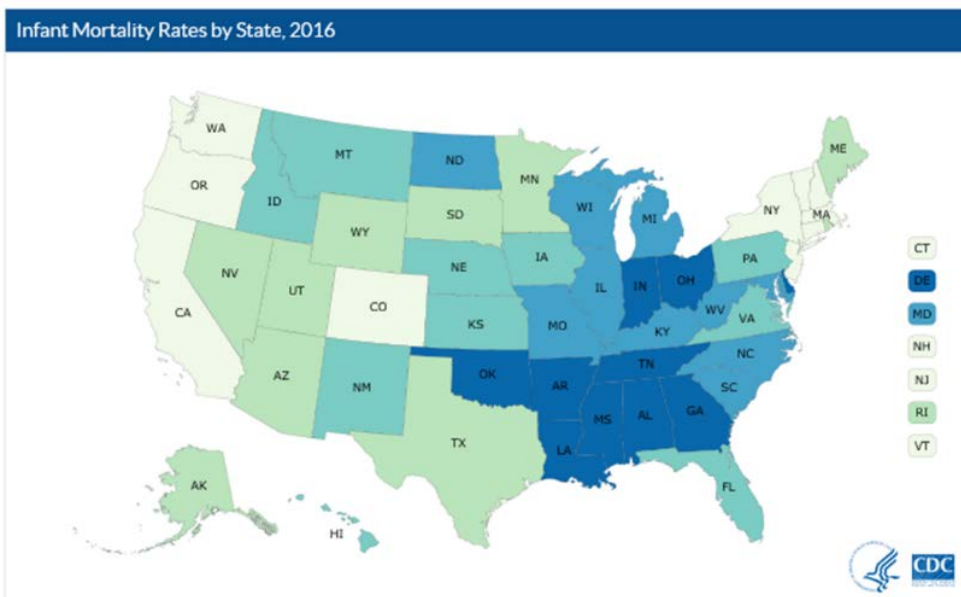 Infant Mortality Rates by State, 2016
WA
MT
ND
MN
ME
OR
ID
SD
WI
MI
NY
MA
WY
NE
IA
PA
CT
NV
UT
CO
IL
IN
OH
DE
CA
KS
MO
KY
WV
VA
MD
AZ
NM
OK
AR
TN
NC
NH
TX
LA
MS
AL
GA
SC
NJ
AK
HI
FL
RI
VT
CDC